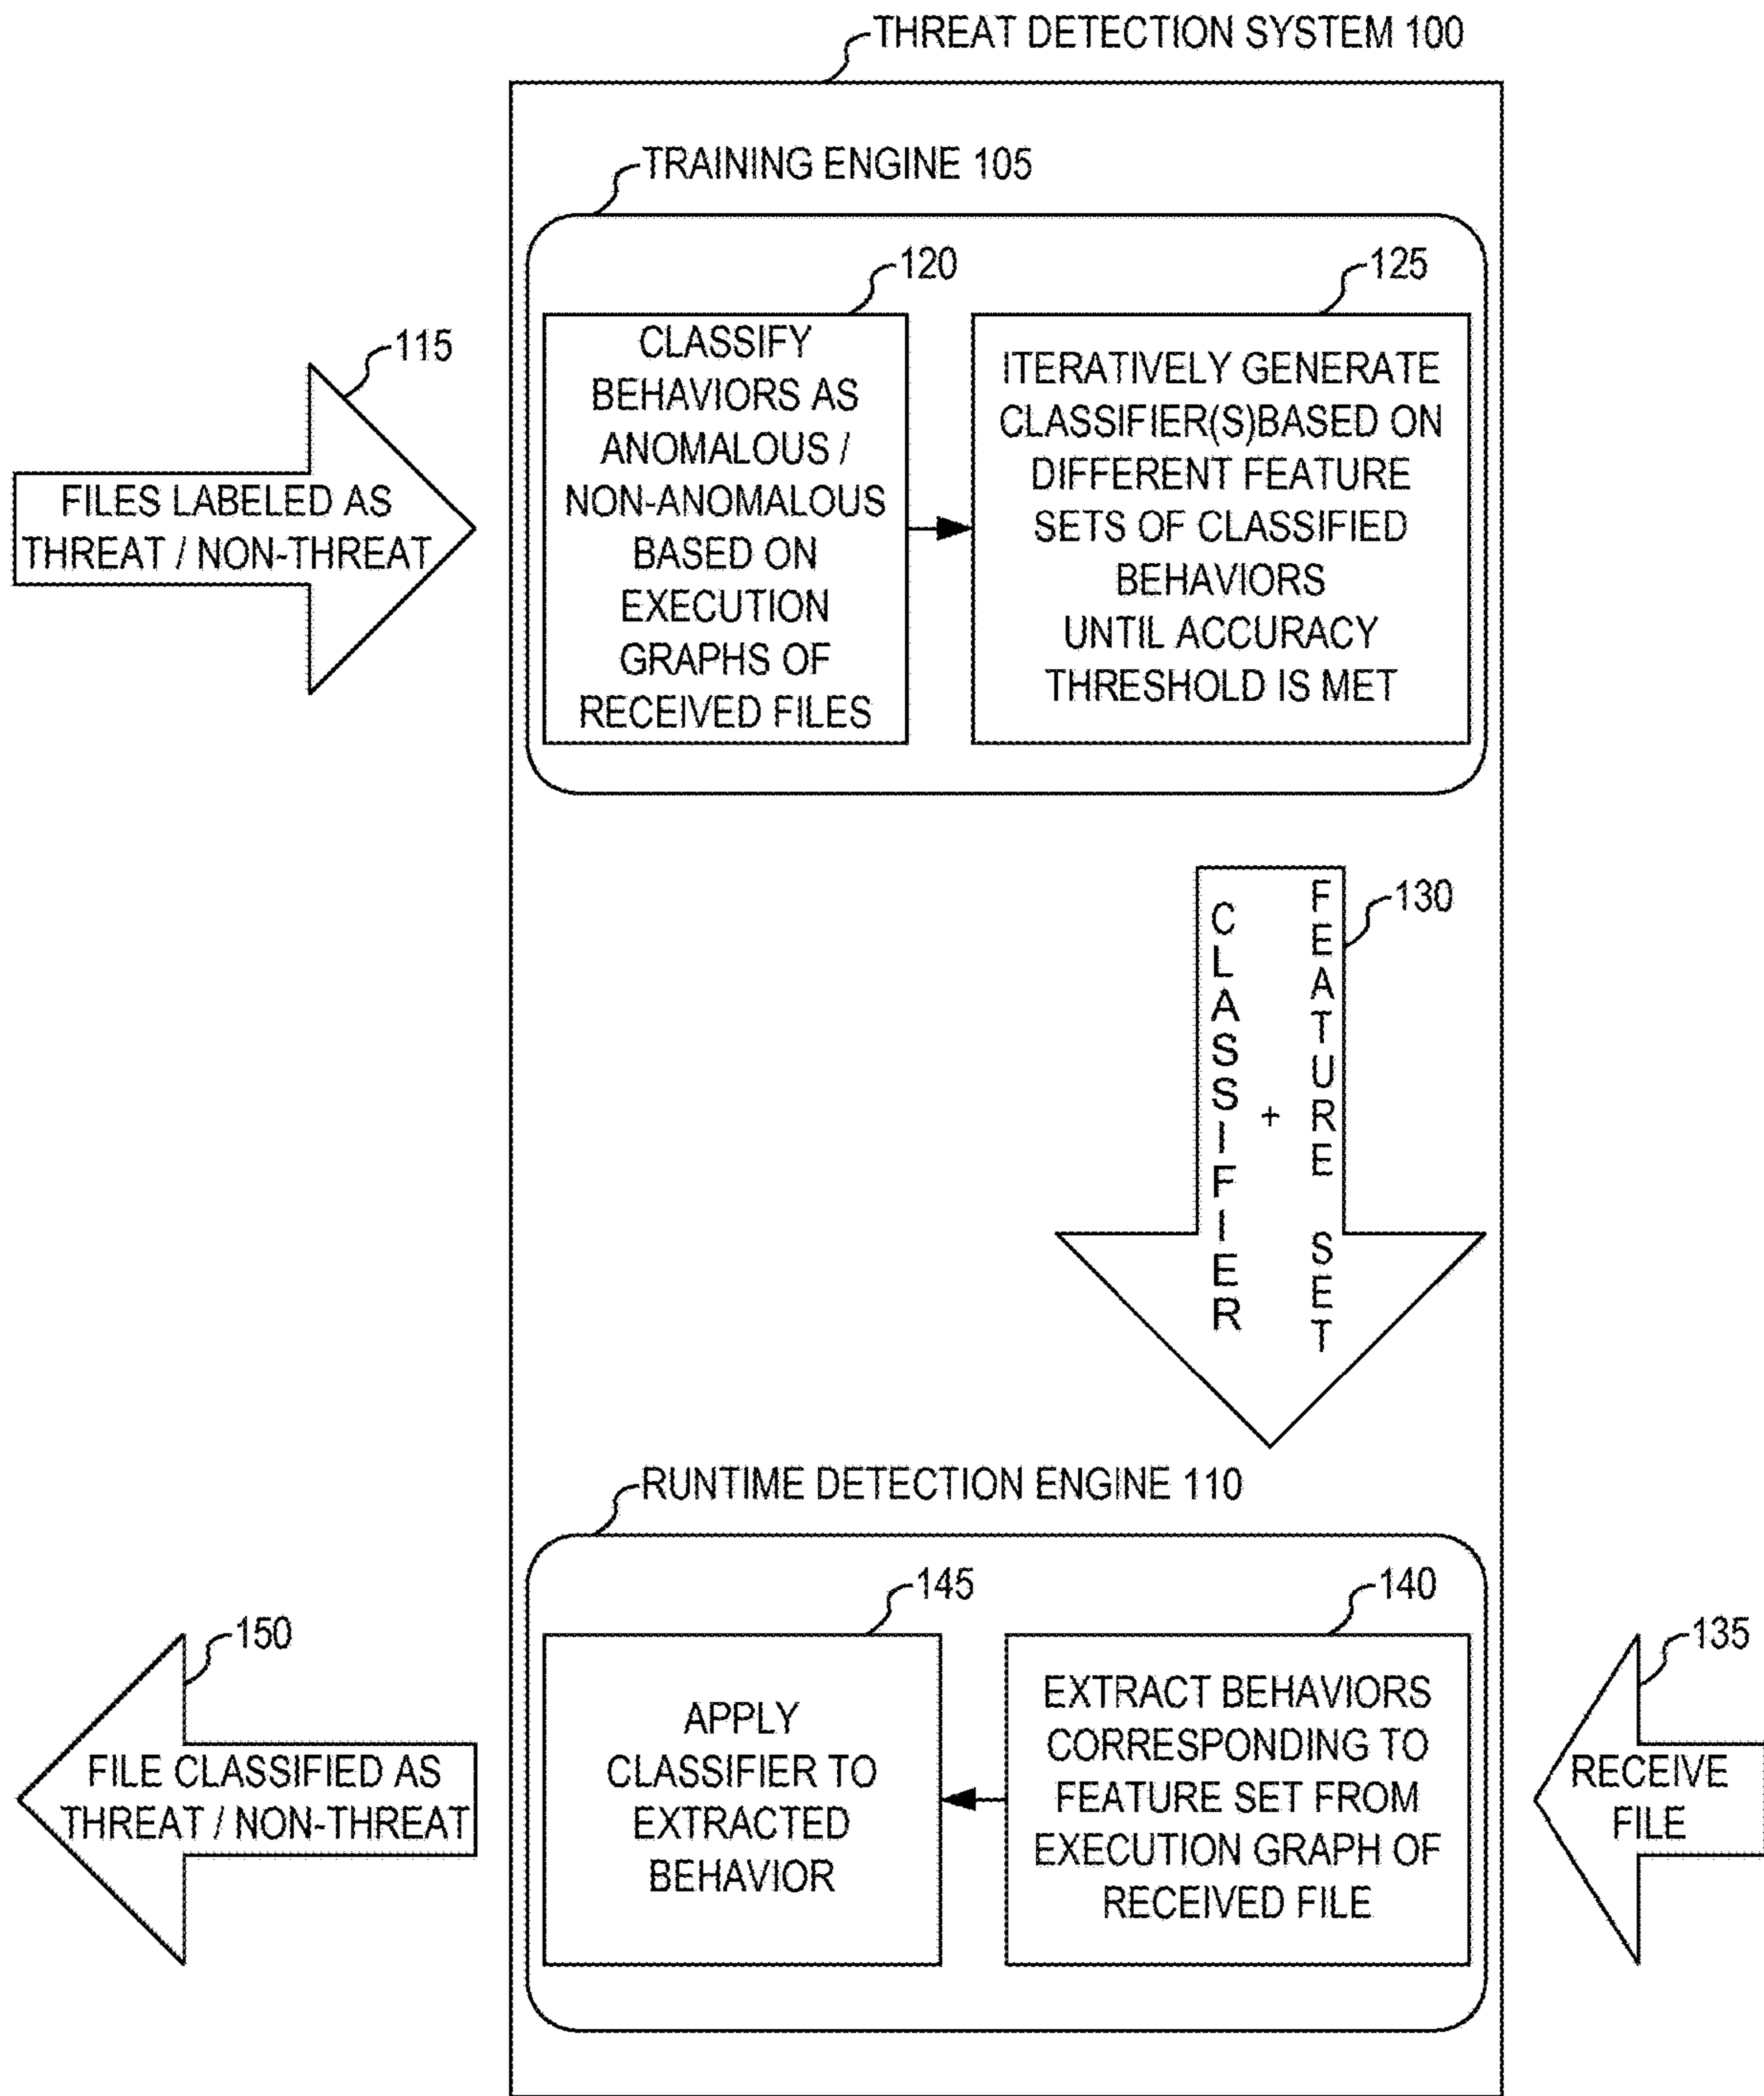 THREAT DETECTION SYSTEM 100
TRAINING ENGINE 105
120
125
115
FILES LABELED AS
THREAT / NON-THREAT
CLASSIFY
BEHAVIORS AS
ANOMALOUS /
NON-ANOMALOUS
BASED ON
EXECUTION
GRAPHS OF
RECEIVED FILES
ITERATIVELY GENERATE
CLASSIFIER(S)BASED ON
DIFFERENT FEATURE
SETS OF CLASSIFIED
BEHAVIORS
UNTIL ACCURACY
THRESHOLD IS MET
130
CLASSIFIER
+
FEATURE SET
RUNTIME DETECTION ENGINE 110
145
140
135
150
RECEIVE
FILE
EXTRACT BEHAVIORS
CORRESPONDING TO
FEATURE SET FROM
EXECUTION GRAPH OF
RECEIVED FILE
APPLY
CLASSIFIER TO
EXTRACTED
BEHAVIOR
FILE CLASSIFIED AS
THREAT / NON-THREAT